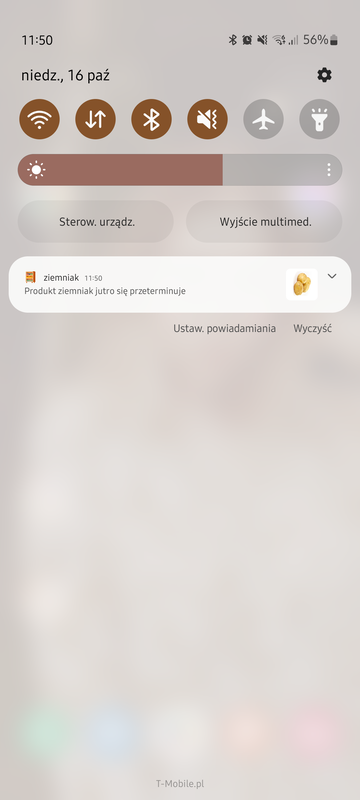 11:50 56%
niedz., 16 paź
Sterow. urządz. Wyjście multimed.
ziemniak 11:50
Produkt ziemniak jutro się przeterminuje
Ustaw. powiadamiania Wyczyść
T-Mobile.pl